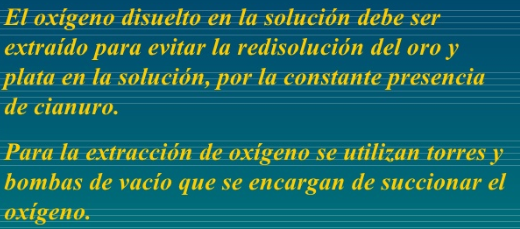 El oxígeno disuelto en la solución debe ser
extraído para evitar la redisolución del oro y
plata en la solución, por la constante presencia
de cianuro.
Para la extracción de oxígeno se utilizan torres y
bombas de vacío que se encargan de succionar el
oxígeno.